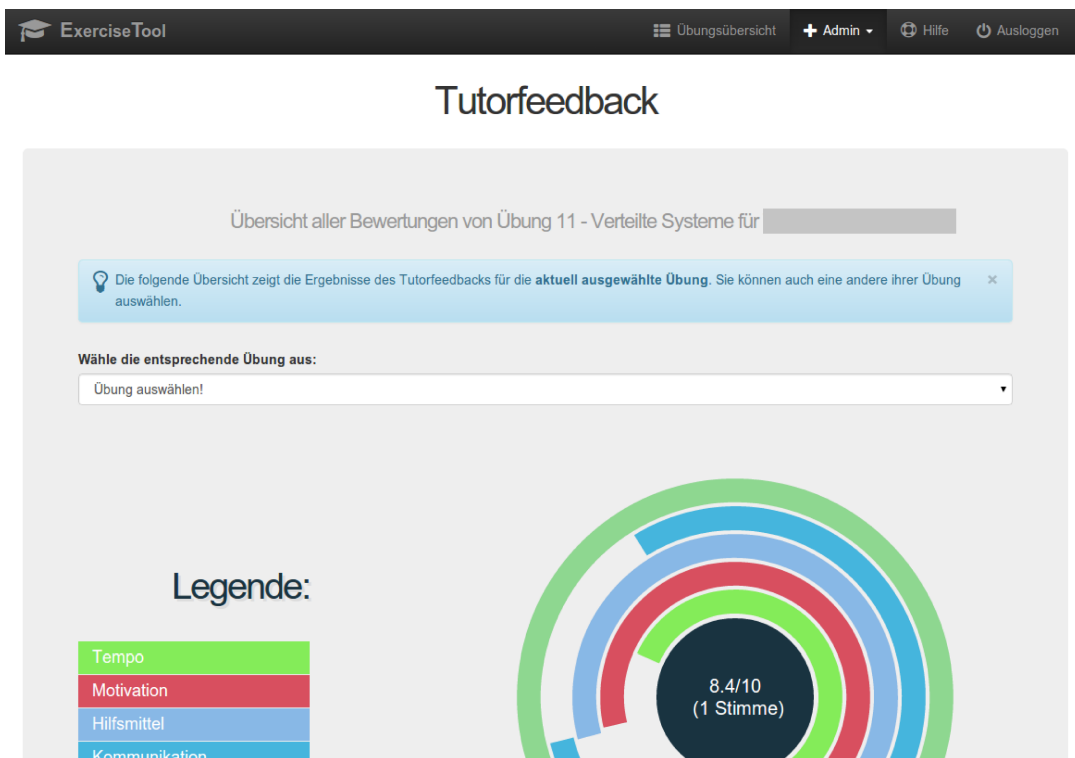 ExerciseTool
Übungsübersicht
Admin
Hilfe
Ausloggen
Tutorfeedback
Übersicht aller Bewertungen von Übung 11 - Verteilte Systeme für
Die folgende Übersicht zeigt die Ergebnisse des Tutorfeedbacks für die aktuell ausgewählte Übung. Sie können auch eine andere ihrer Übung
auswählen.
×
Wähle die entsprechende Übung aus:
Übung auswählen!
Legende:
Tempo
Motivation
Hilfsmittel
Kommunikation
8.4/10
(1 Stimme)